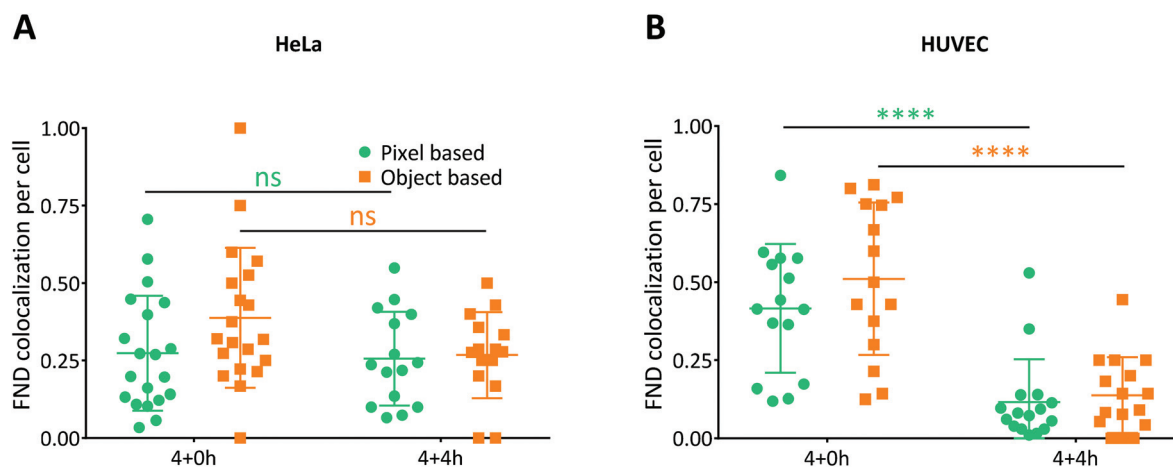 A
HeLa
FND colocalization per cell
1.00
0.75
0.50
0.25
0.00
Pixel based
Object based
ns
ns
4+0h
4+4h
B
HUVEC
FND colocalization per cell
1.00
0.75
0.50
0.25
0.00
****
****
4+0h
4+4h